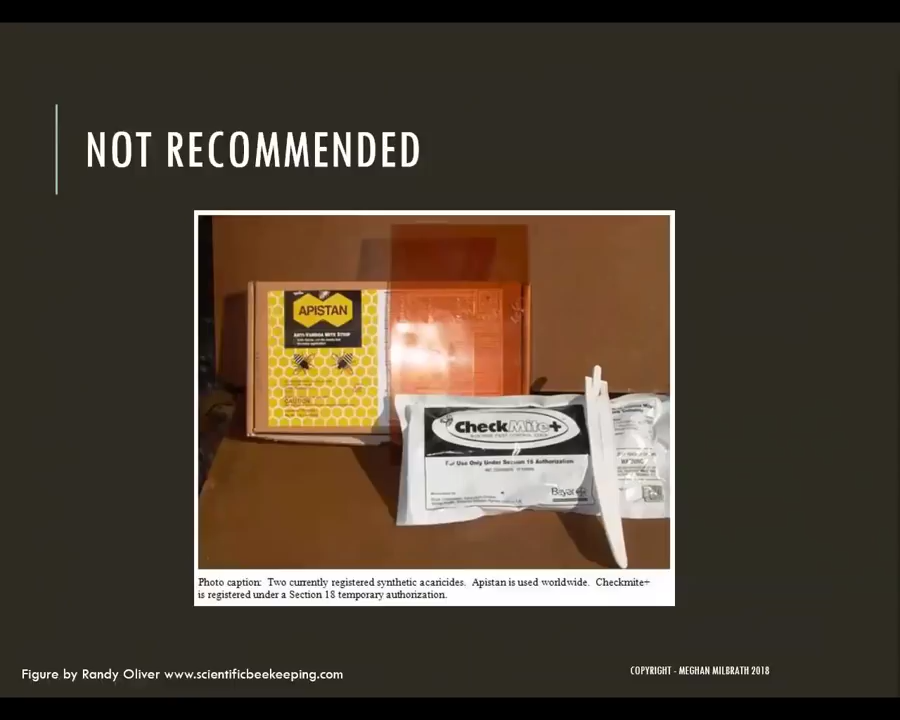 NOT RECOMMENDED
APISTAN
ANTI-VARROA MITE STRIP
CheckMite+
For Use Only Under Section 18 Authorization
Bayer
Photo caption: Two currently registered synthetic acaricides. Apistan is used worldwide. Checkmite+
is registered under a Section 18 temporary authorization.
Figure by Randy Oliver www.scientificbeekeeping.com
COPYRIGHT - MEGHAN MILBRATH 2018